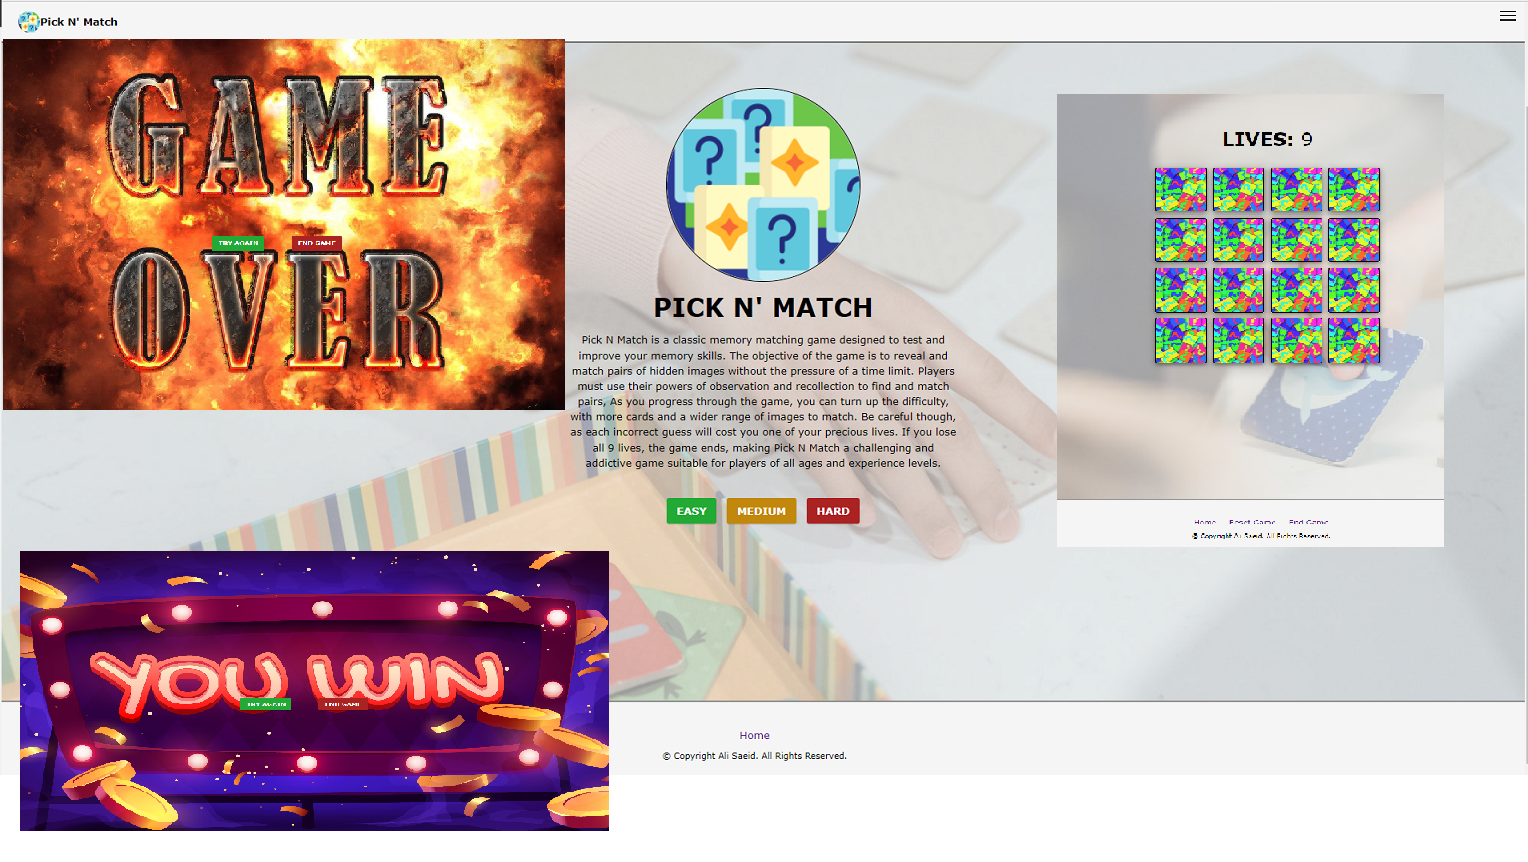 Pick N' Match
GAME
TRY AGAIN END GAME
OVER
PICK N' MATCH
Pick N Match is a classic memory matching game designed to test and
improve your memory skills. The objective of the game is to reveal and
match pairs of hidden images without the pressure of a time limit. Players
must use their powers of observation and recollection to find and match
pairs, As you progress through the game, you can turn up the difficulty,
with more cards and a wider range of images to match. Be careful though,
as each incorrect guess will cost you one of your precious lives. If you lose
all 9 lives, the game ends, making Pick N Match a challenging and
addictive game suitable for players of all ages and experience levels.
EASY MEDIUM HARD
LIVES: 9
Home Reset Game End Game
© Copyright Ali Saeid. All Rights Reserved.
YOU WIN
TRY AGAIN END GAME
Home
© Copyright Ali Saeid. All Rights Reserved.